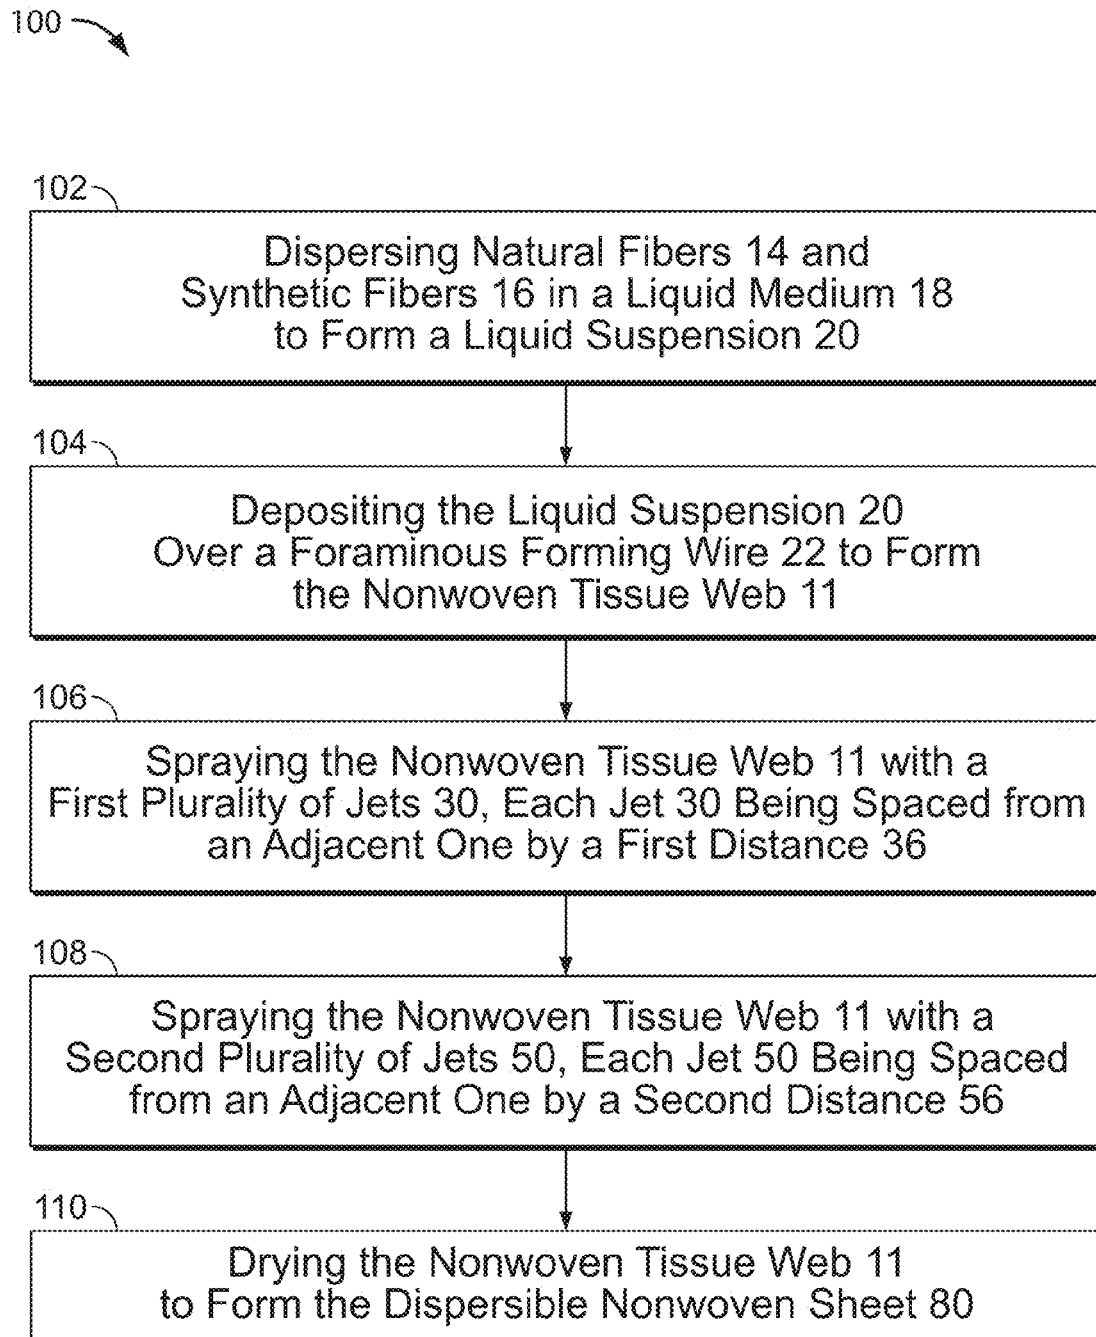 100
102
Dispersing Natural Fibers 14 and
Synthetic Fibers 16 in a Liquid Medium 18
to Form a Liquid Suspension 20
104
Depositing the Liquid Suspension 20
Over a Foraminous Forming Wire 22 to Form
the Nonwoven Tissue Web 11
106
Spraying the Nonwoven Tissue Web 11 with a
First Plurality of Jets 30, Each Jet 30 Being Spaced from
an Adjacent One by a First Distance 36
108
Spraying the Nonwoven Tissue Web 11 with a
Second Plurality of Jets 50, Each Jet 50 Being Spaced
from an Adjacent One by a Second Distance 56
110
Drying the Nonwoven Tissue Web 11
to Form the Dispersible Nonwoven Sheet 80